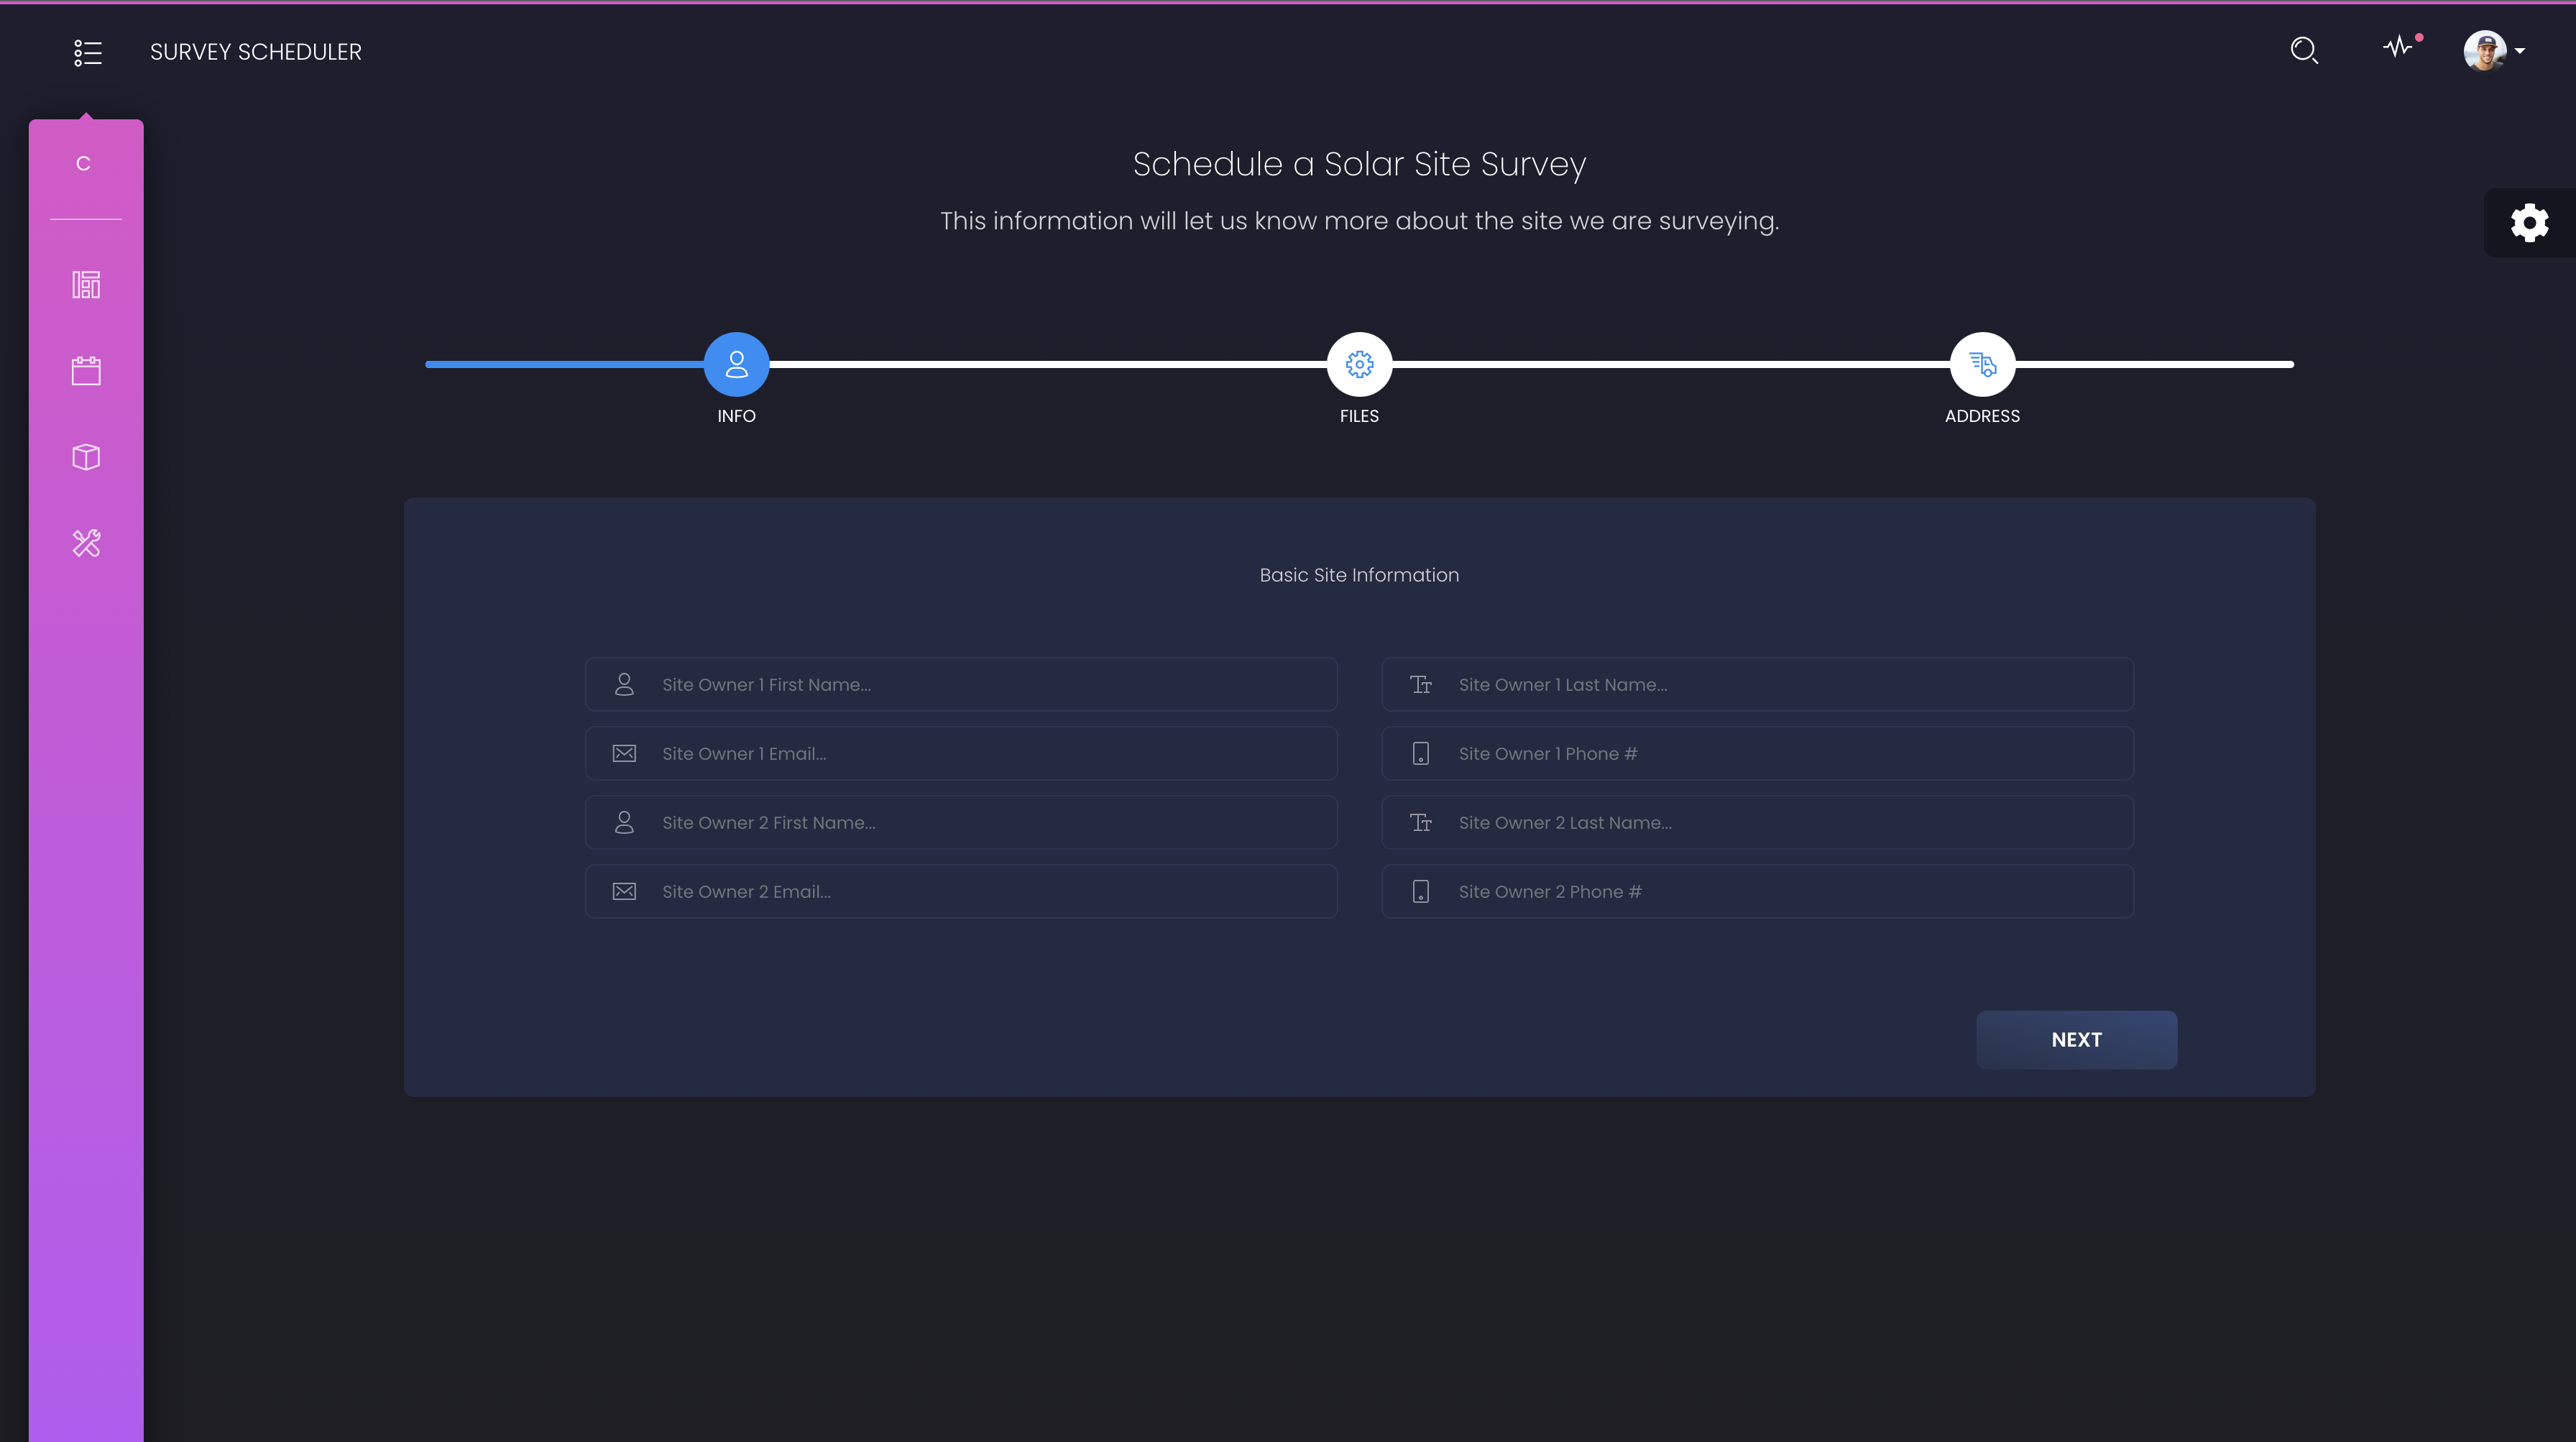 SURVEY SCHEDULER
C
Schedule a Solar Site Survey
This information will let us know more about the site we are surveying.
INFO
FILES
ADDRESS
Basic Site Information
Site Owner 1 First Name...
Site Owner 1 Last Name...
Site Owner 1 Email...
Site Owner 1 Phone #
Site Owner 2 First Name...
Site Owner 2 Last Name...
Site Owner 2 Email...
Site Owner 2 Phone #
NEXT